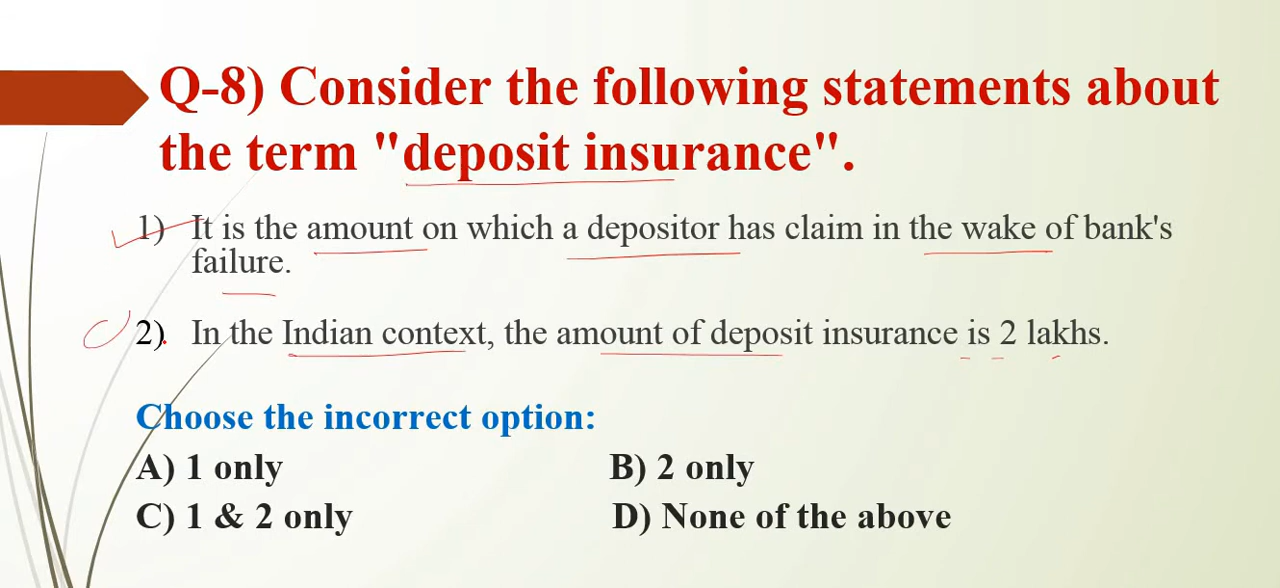 Q-8) Consider the following statements about
the term "deposit insurance".
1) It is the amount on which a depositor has claim in the wake of bank's
failure.
2). In the Indian context, the amount of deposit insurance is 2 lakhs.
Choose the incorrect option:
A) 1 only B) 2 only
C) 1 & 2 only D) None of the above